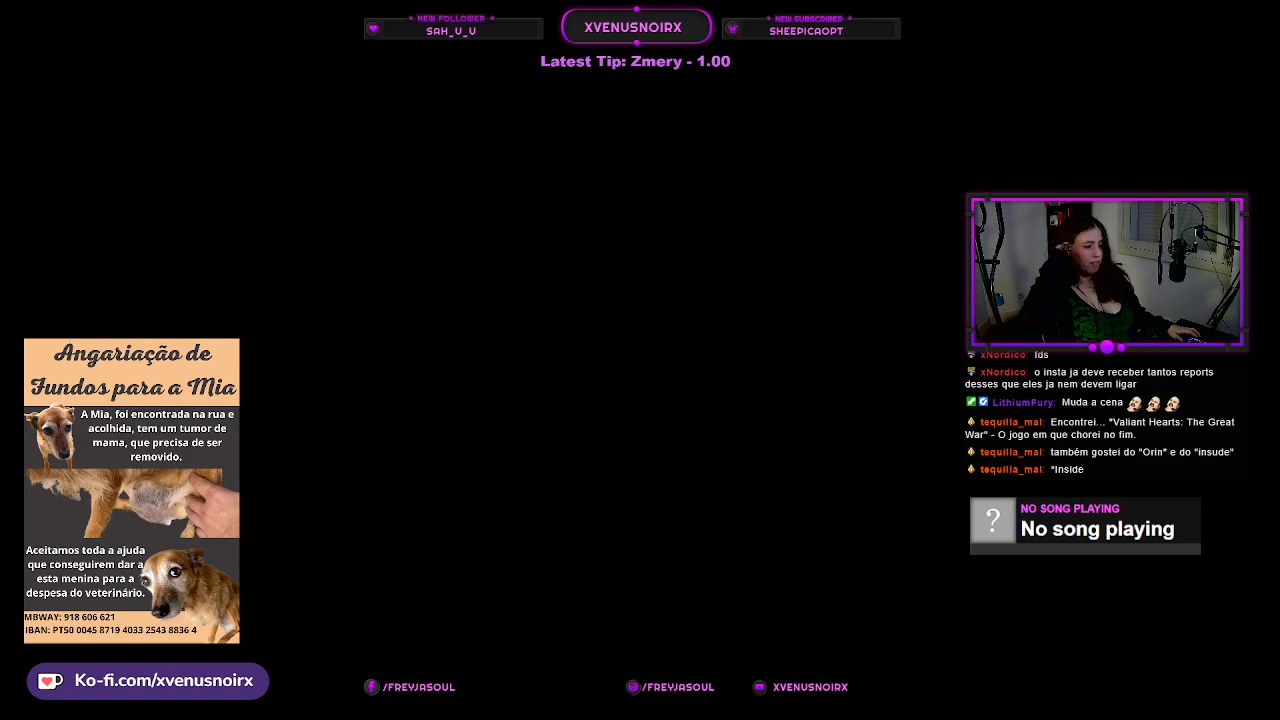 NEW FOLLOWER
SAH_U_U
XVENUSNOIRX
NEW SUBSCRIBED
SHEEPICAOPT
Latest Tip: Zmery - 1.00
xNordico: fds
xNordico: o insta ja deve receber tantos reports
desses que eles ja nem devem ligar
LithiumFury: Muda a cena
tequilla_mal: Encontrei... "Valiant Hearts: The Great
War" - O jogo em que chorei no fim.
tequilla_mal: também gostei do "Orin" e do "insude"
tequilla_mal: *Inside
NO SONG PLAYING
No song playing
?
Angariação de
Fundos para a Mia
A Mia, foi encontrada na rua e
acolhida, tem um tumor de
mama, que precisa de ser
removido.
Aceitamos toda a ajuda
que conseguirem dar a
esta menina para a
despesa do veterinário.
MBWAY: 918 606 621
IBAN: PT50 0045 8719 4033 2543 8836 4
Ko-fi.com/xvenusnoirx
/FREYJASOUL
/FREYJASOUL
XVENUSNOIRX